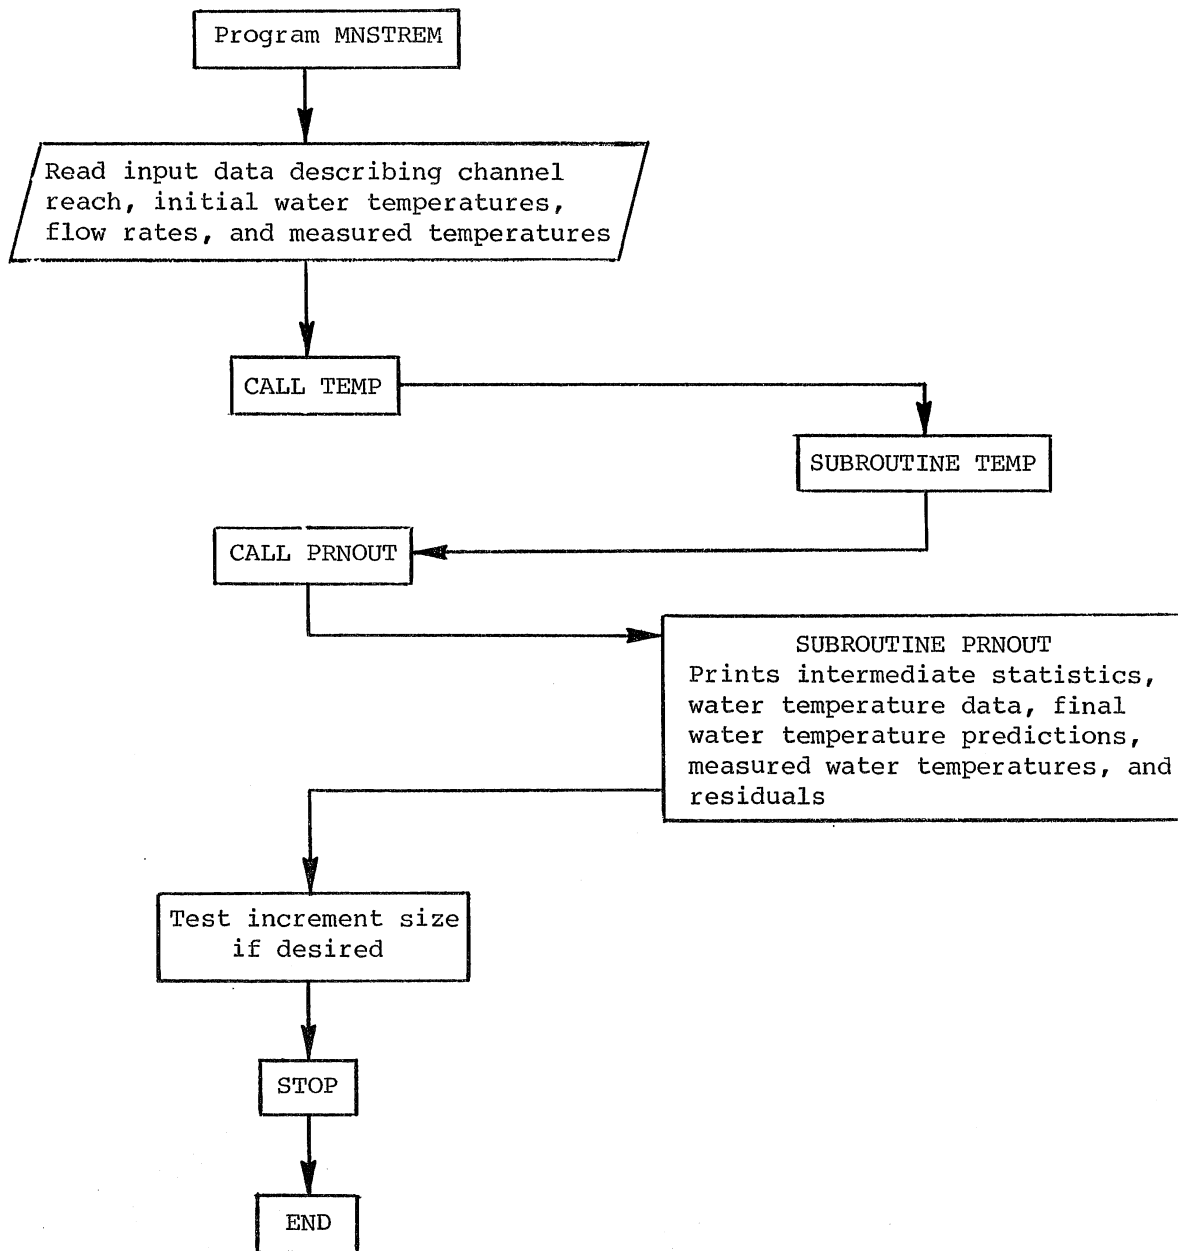 Program MNSTREM
Read input data describing channel
reach, initial water temperatures,
flow rates, and measured temperatures
CALL TEMP
SUBROUTINE TEMP
CALL PRNOUT
SUBROUTINE PRNOUT
Prints intermediate statistics,
water temperature data, final
water temperature predictions,
measured water temperatures, and
residuals
Test increment size
if desired
STOP
END